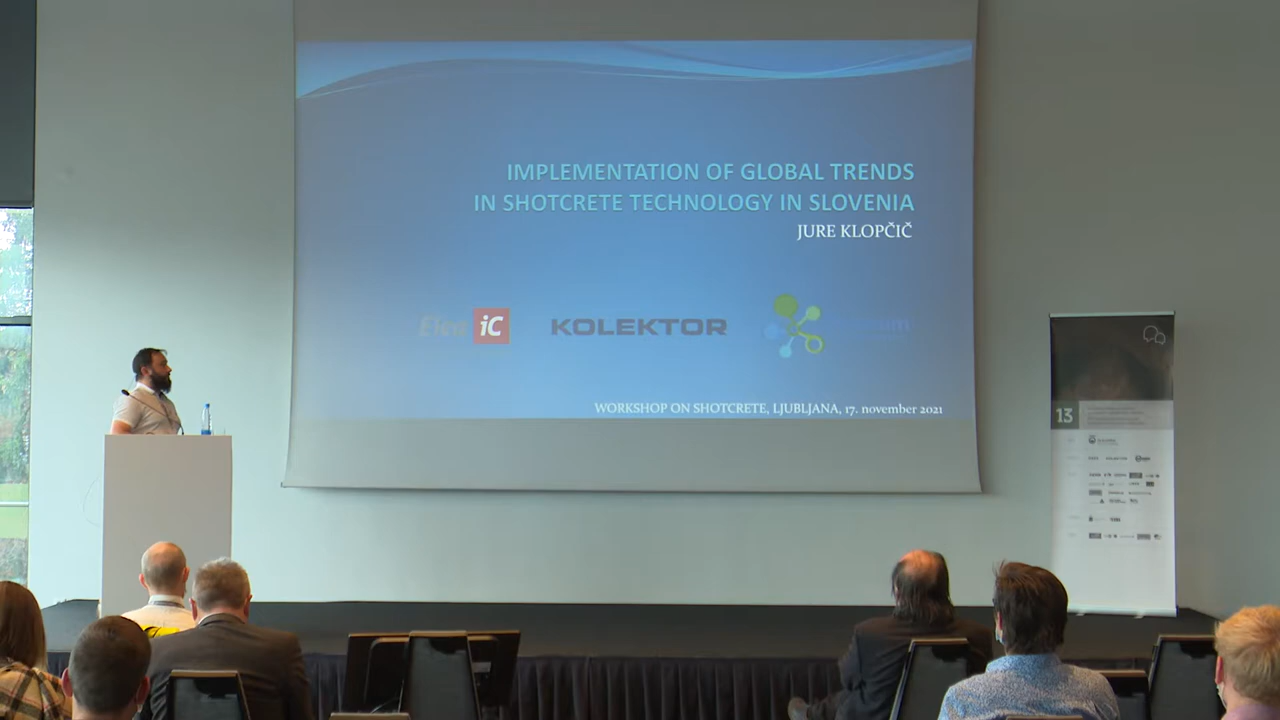 IMPLEMENTATION OF GLOBAL TRENDS
IN SHOTCRETE TECHNOLOGY IN SLOVENIA
JURE KLOPČIČ
iC
KOLEKTOR
WORKSHOP ON SHOTCRETE, LJUBLJANA, 17. november 2021
13